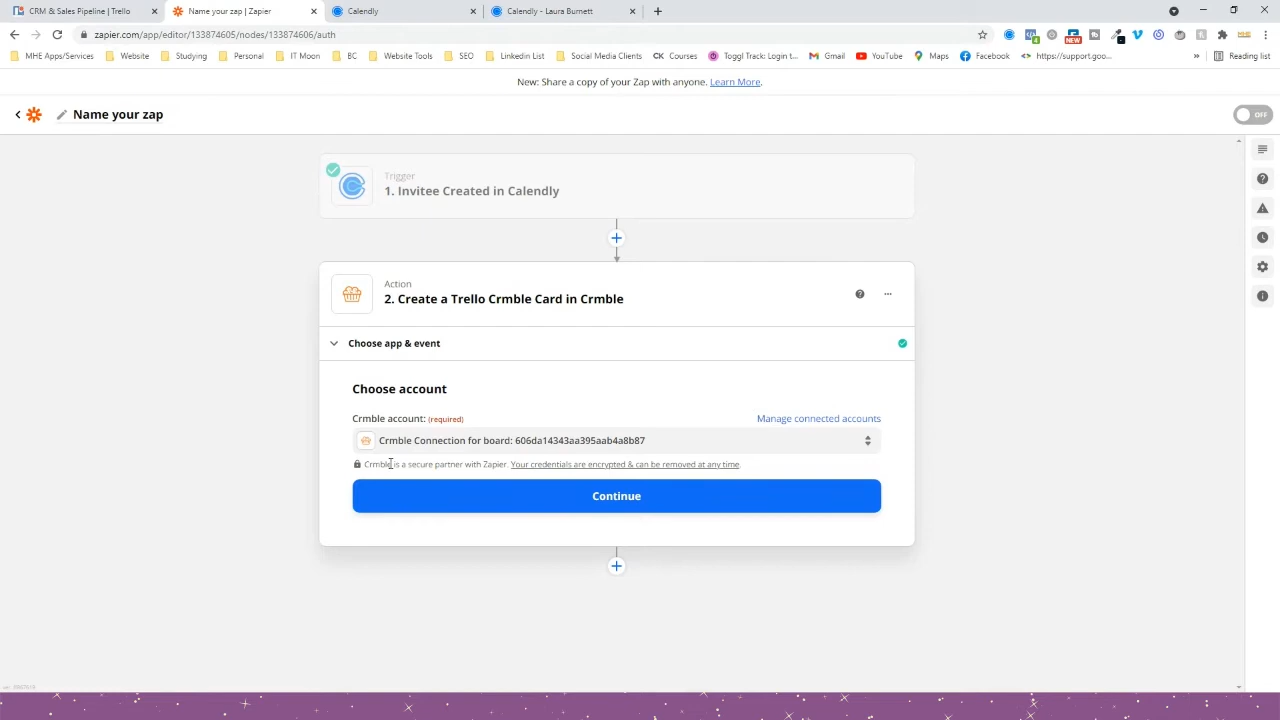 CRM & Sales Pipeline | Trello
Name your zap | Zapier
Calendly
Calendly - Laura Burnett
zapier.com/app/editor/133874605/nodes/133874606/auth
NEW
MHE Apps/Services
Website
Studying
Personal
IT Moon
BC
Website Tools
SEO
Linkedin List
Social Media Clients
CK Courses
Toggl Track: Login t...
Gmail
YouTube
Maps
Facebook
https://support.goo...
»
Reading list
New: Share a copy of your Zap with anyone. Learn More.
Name your zap
OFF
Trigger
1. Invitee Created in Calendly
Action
2. Create a Trello Crmble Card in Crmble
Choose app & event
Choose account
Crmble account: (required)
Manage connected accounts
Crmble Connection for board: 606da14343aa395aab4a8b87
Crmble is a secure partner with Zapier. Your credentials are encrypted & can be removed at any time.
Continue